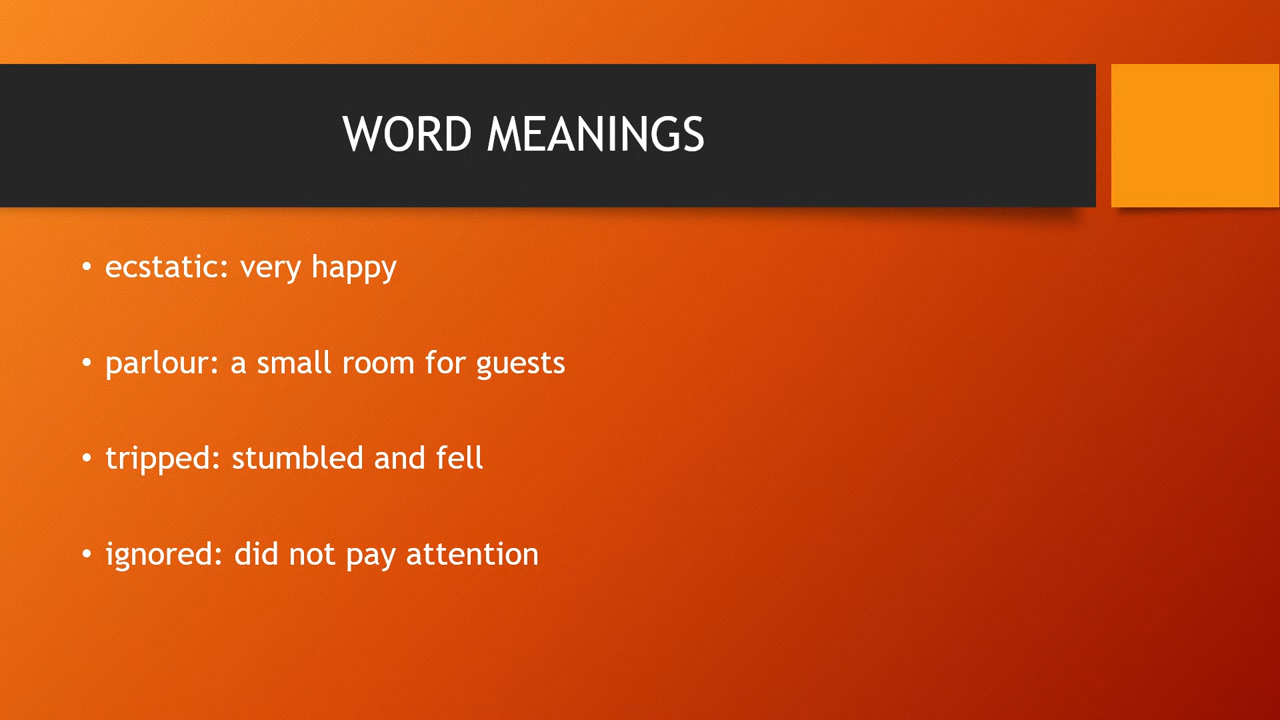 WORD MEANINGS
• ecstatic: very happy
• parlour: a small room for guests
• tripped: stumbled and fell
• ignored: did not pay attention